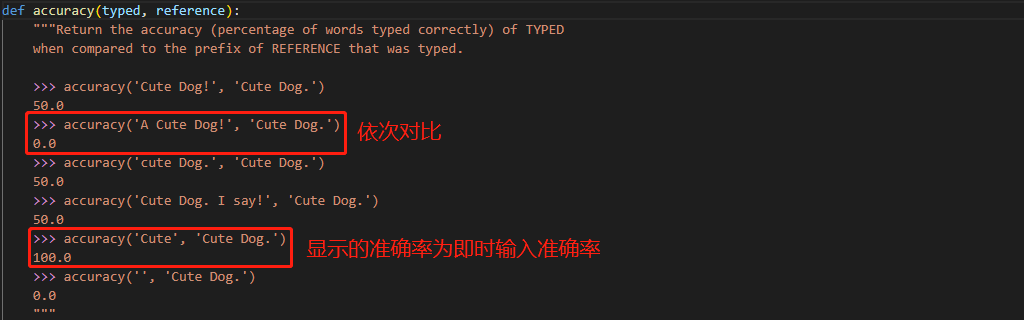 def accuracy(typed, reference):
"""Return the accuracy (percentage of words typed correctly) of TYPED
when compared to the prefix of REFERENCE that was typed.
>>> accuracy('Cute Dog!', 'Cute Dog.')
50.0
>>> accuracy('A Cute Dog!', 'Cute Dog.') 依次对比
0.0
>>> accuracy('cute Dog.', 'Cute Dog.')
50.0
>>> accuracy('Cute Dog. I say!', 'Cute Dog.')
50.0
>>> accuracy('Cute', 'Cute Dog.') 显示的准确率为即时输入准确率
100.0
>>> accuracy('', 'Cute Dog.')
0.0
"""